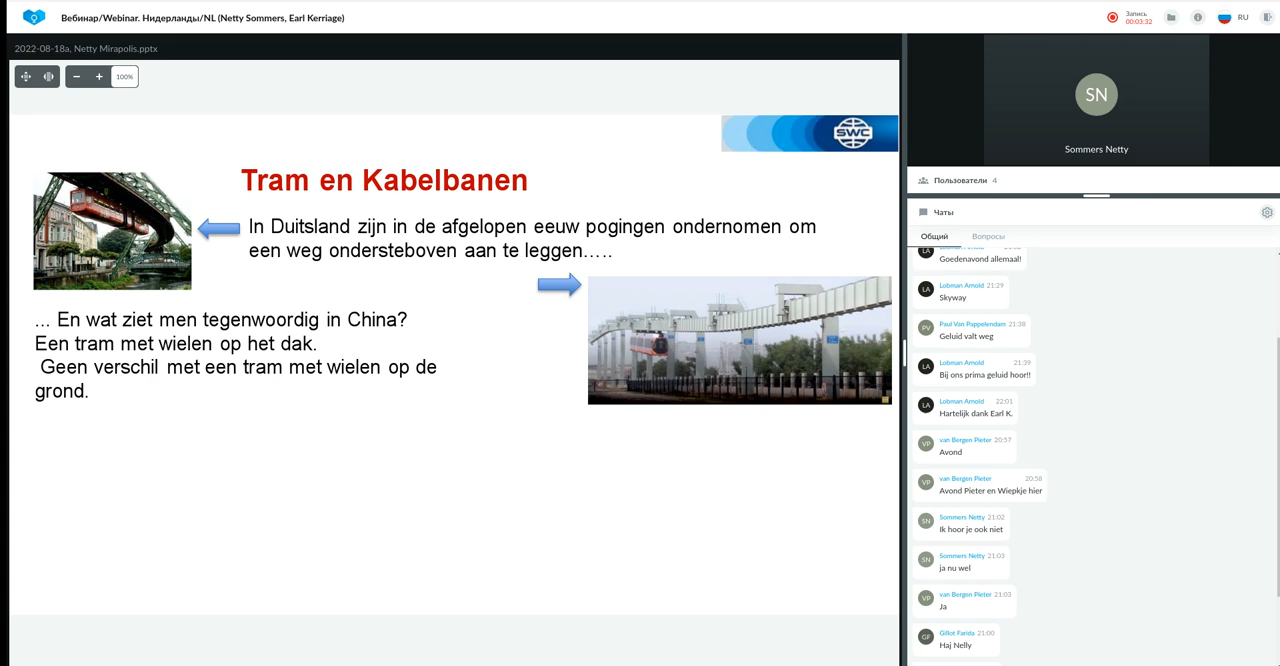 Вебинар/Webinar. Нидерланды/NL (Netty Sommers, Earl Kerriage)
Запись
00:03:32
RU
2022-08-18a, Netty Mirapolis.pptx
100%
SWC
Tram en Kabelbanen
In Duitsland zijn in de afgelopen eeuw pogingen ondernomen om
een weg ondersteboven aan te leggen…..
... En wat ziet men tegenwoordig in China?
Een tram met wielen op het dak.
Geen verschil met een tram met wielen op de
grond.
SN
Sommers Netty
Пользователи 4
Чаты
Общий Вопросы
LA
Goedenavond allemaal!
LA Lobman Arnold 21:29
Skyway
PV Paul Van Pappelendam 21:38
Geluid valt weg
LA Lobman Arnold 21:39
Bij ons prima geluid hoor!!
LA Lobman Arnold 22:01
Hartelijk dank Earl K.
VP van Bergen Pieter 20:57
Avond
VP van Bergen Pieter 20:58
Avond Pieter en Wiepkje hier
SN Sommers Netty 21:02
Ik hoor je ook niet
SN Sommers Netty 21:03
ja nu wel
VP van Bergen Pieter 21:03
Ja
GF Gillot Farida 21:00
Haj Nelly